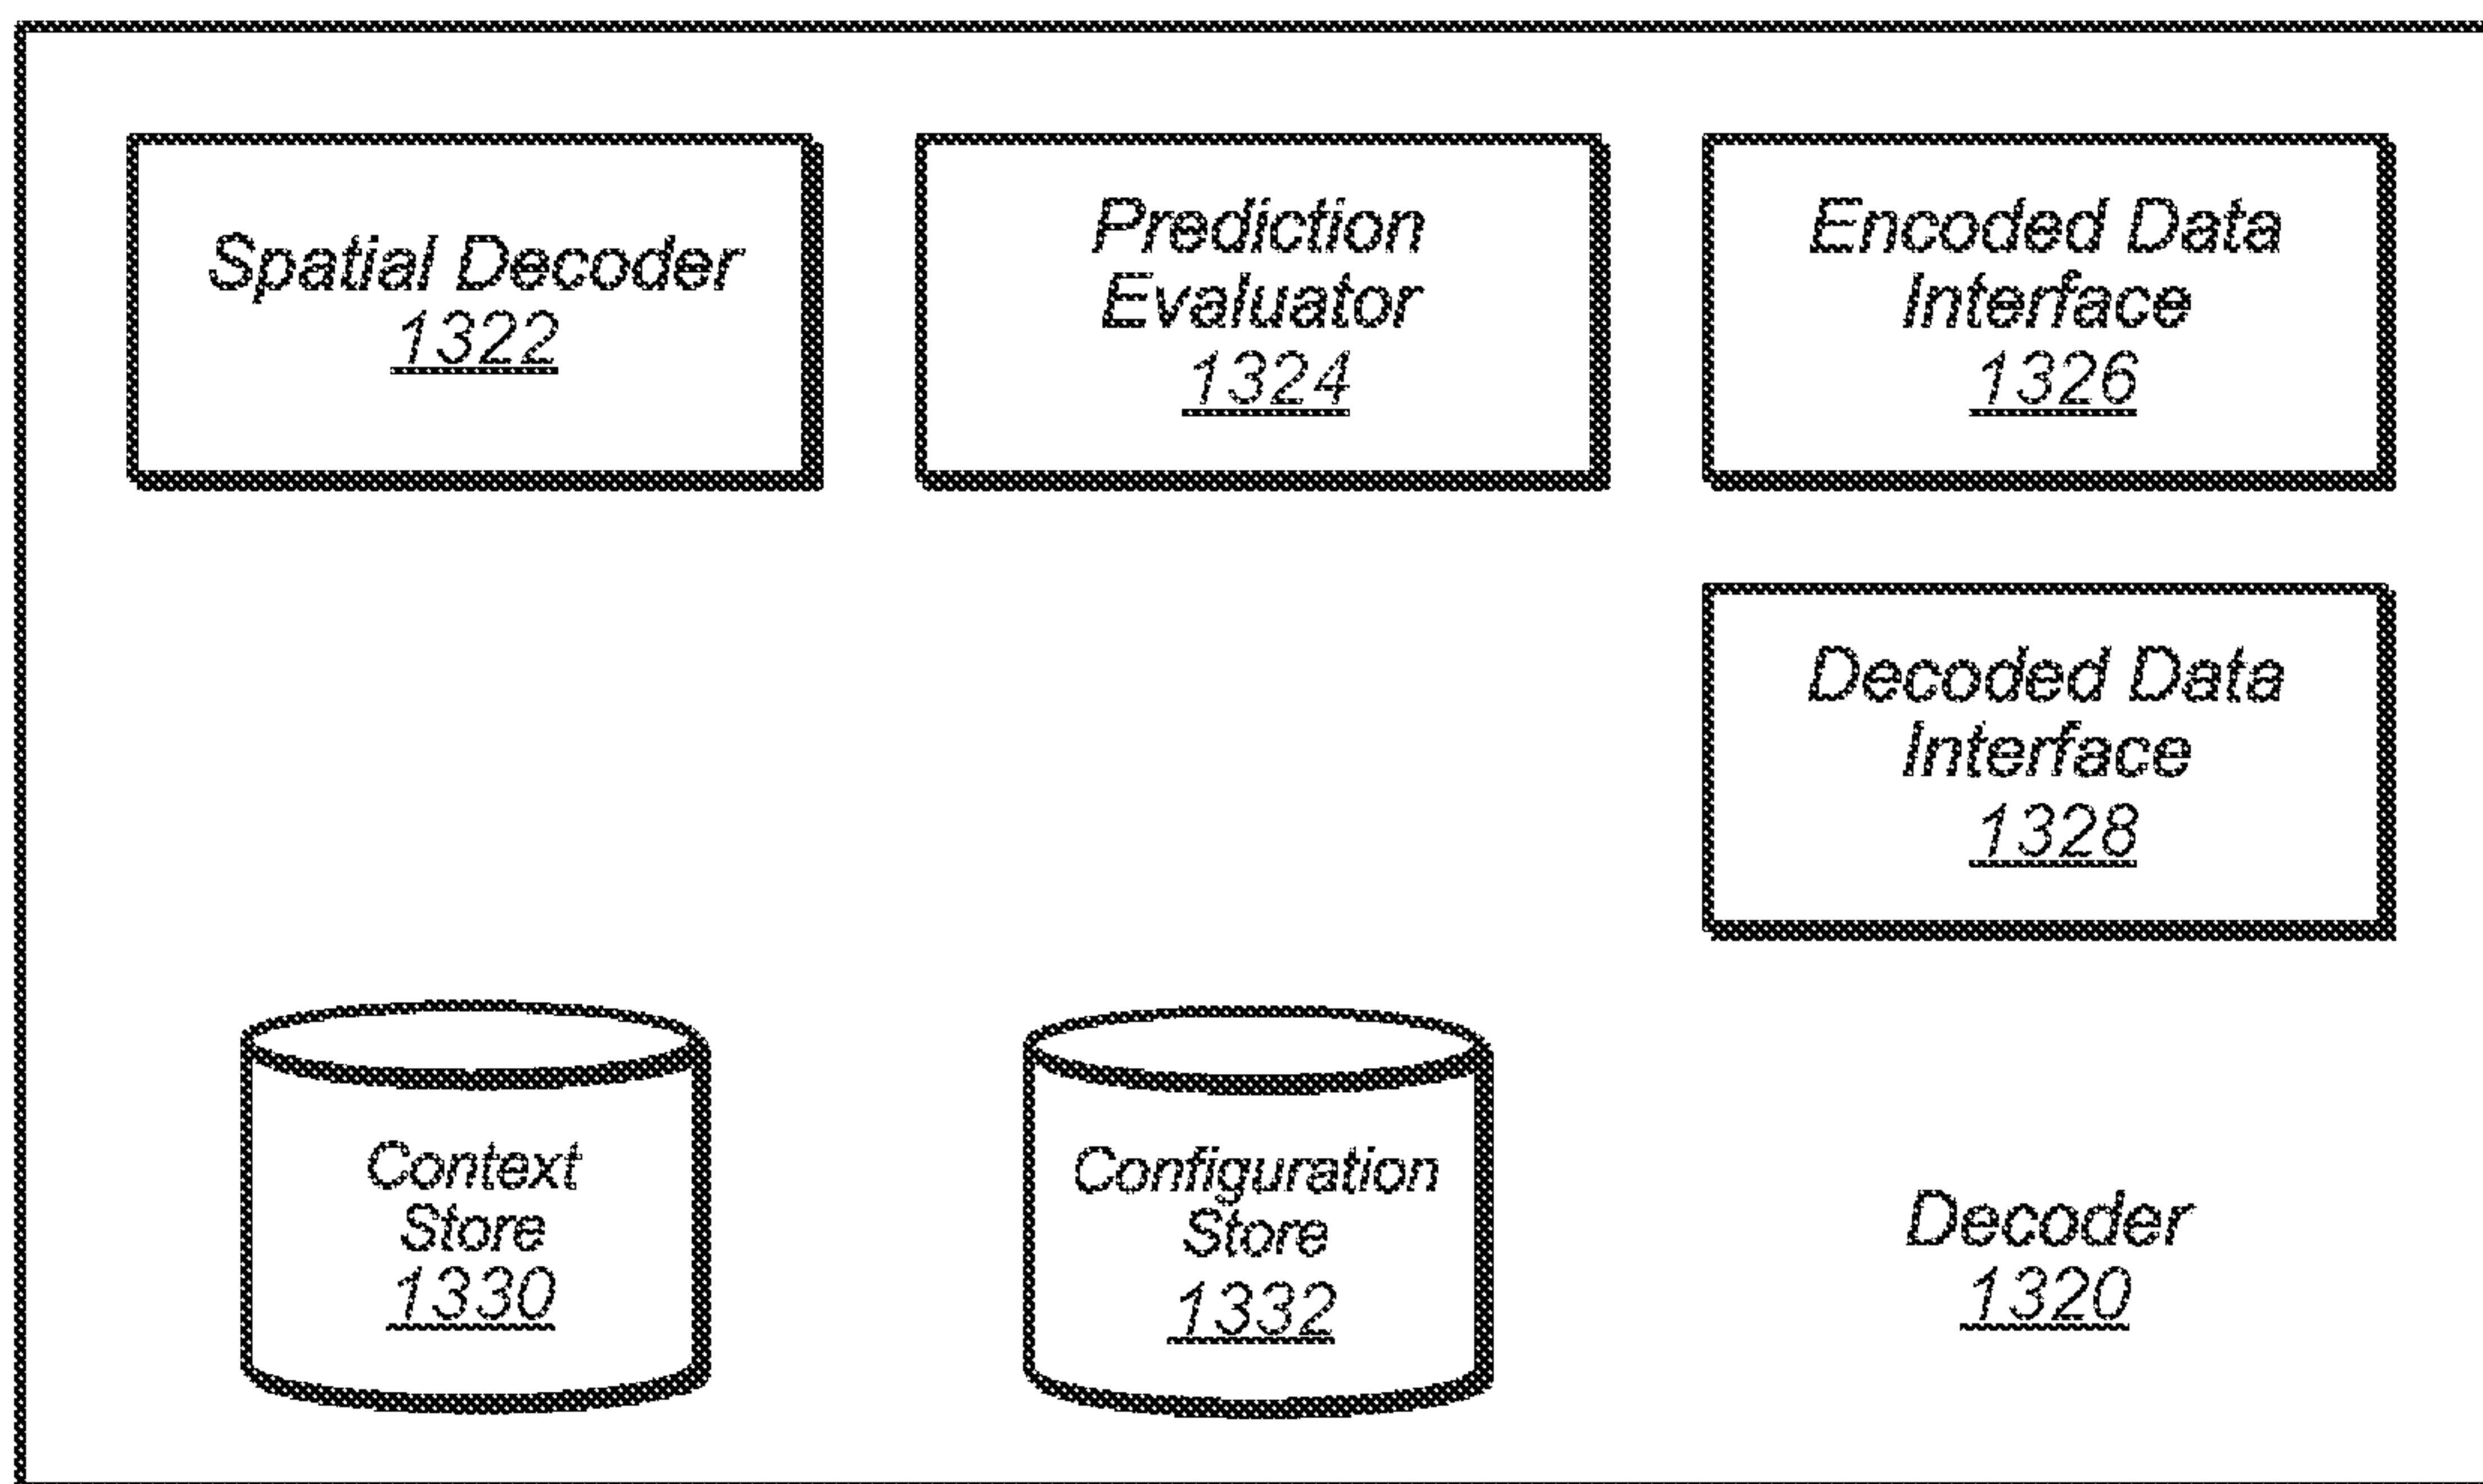 Spatial Decoder
1322
Prediction
Evaluator
1324
Encoded Data
Interface
1326
Decoded Data
Interface
1328
Context
Store
1330
Configuration
Store
1332
Decoder
1320